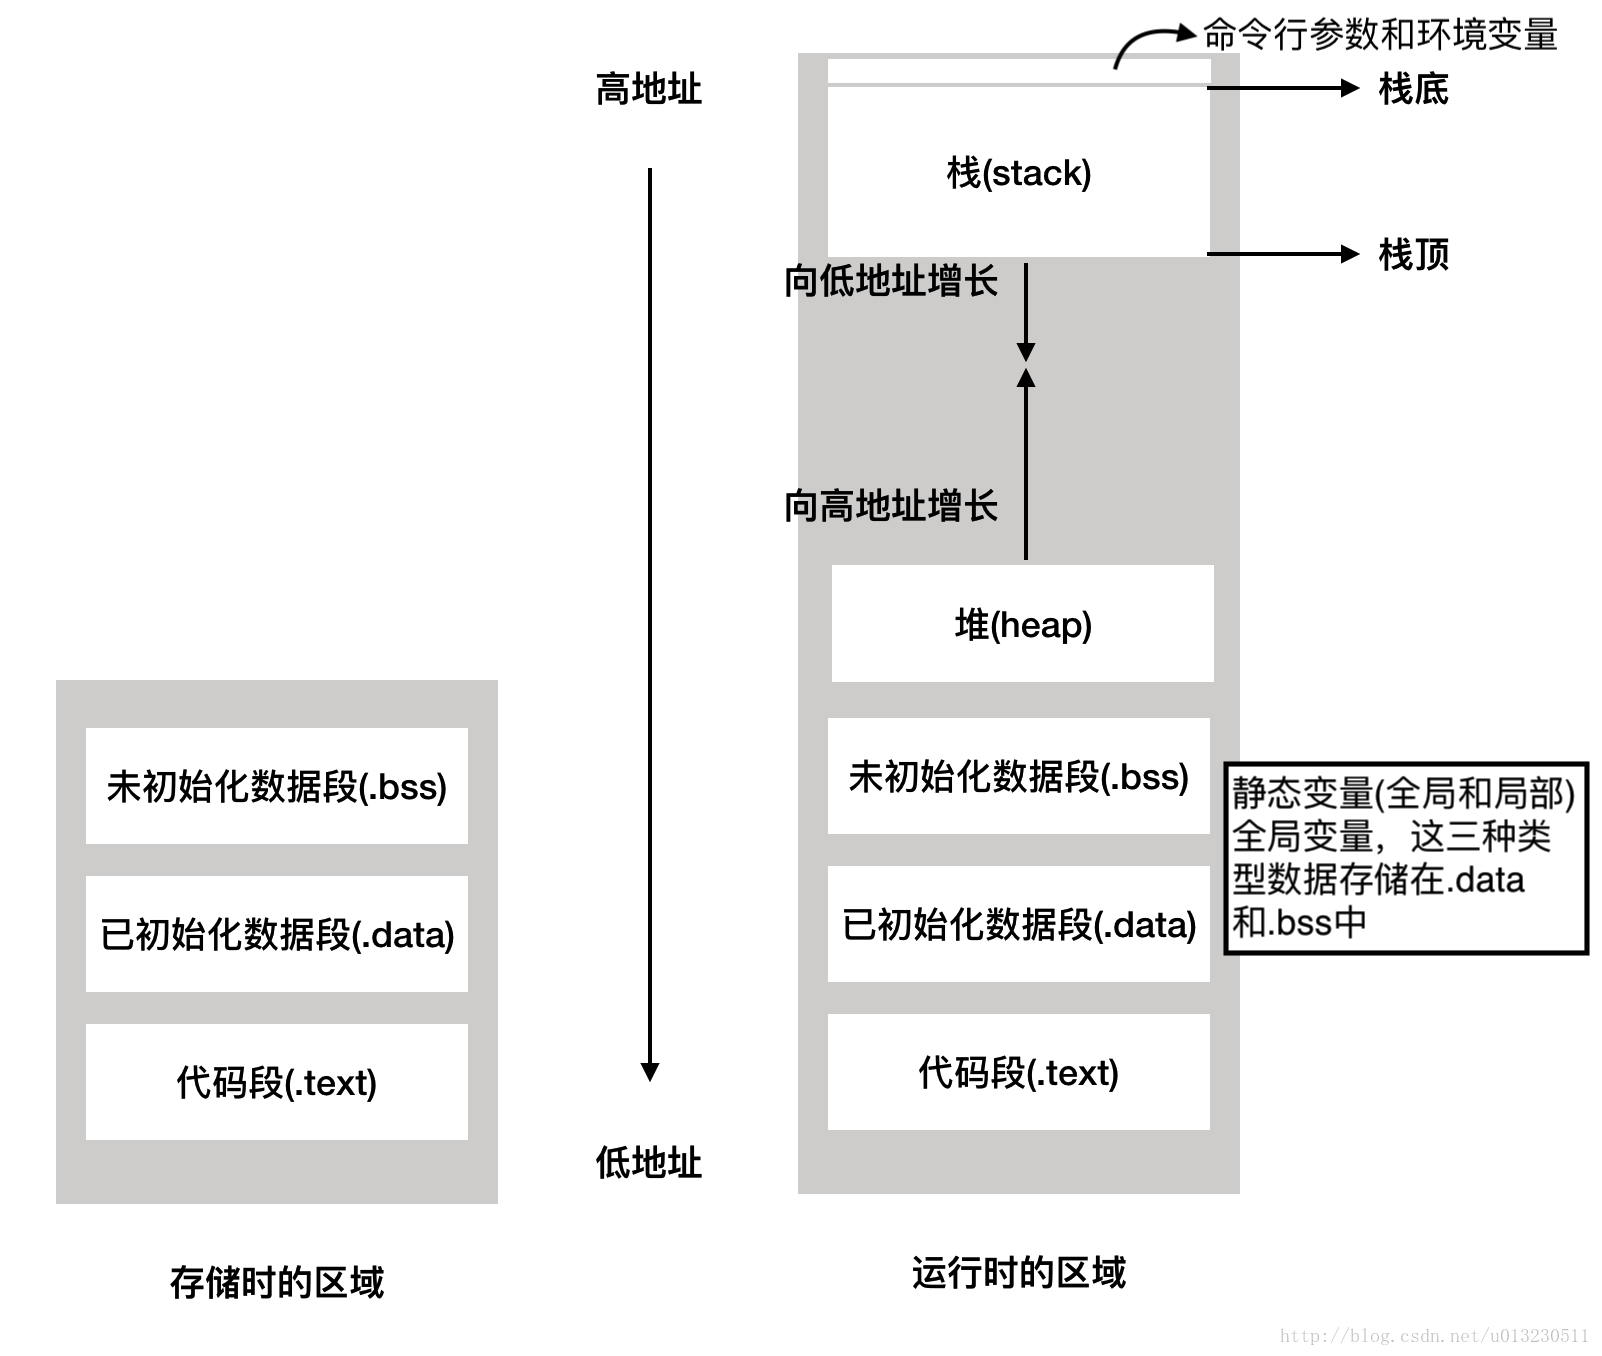 命令行参数和环境变量
高地址
栈底
栈(stack)
栈顶
向低地址增长
向高地址增长
堆(heap)
未初始化数据段(.bss)
已初始化数据段(.data)
代码段(.text)
未初始化数据段(.bss)
已初始化数据段(.data)
代码段(.text)
静态变量(全局和局部)
全局变量，这三种类
型数据存储在.data
和.bss中
低地址
存储时的区域
运行时的区域
http://blog.csdn.net/u013230511